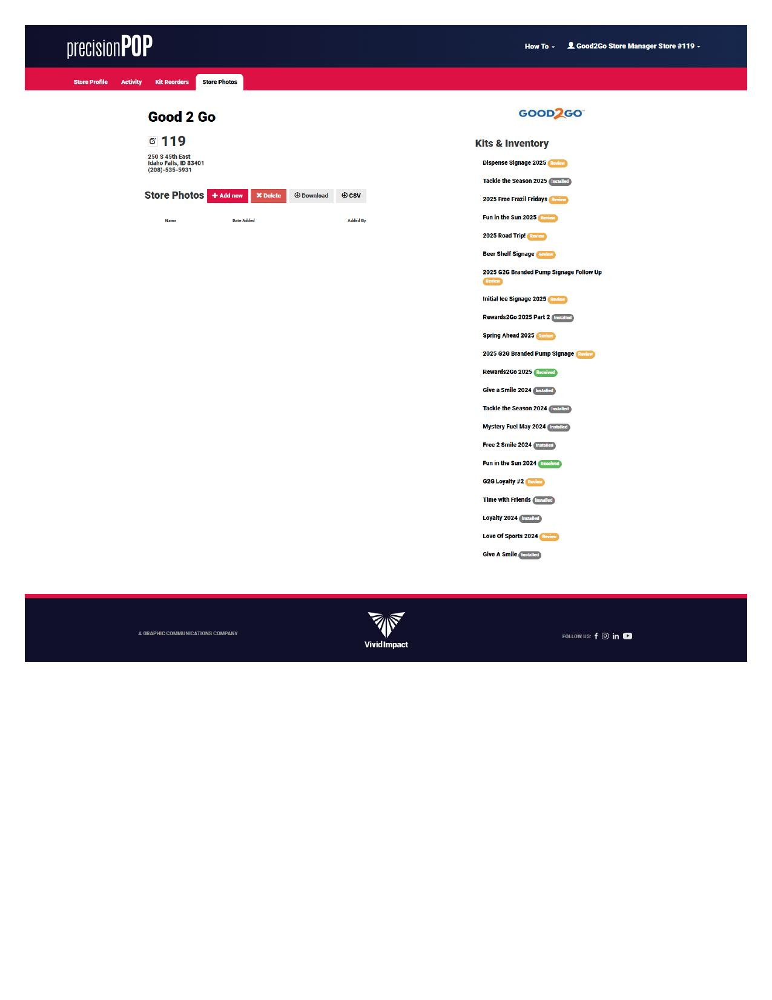 precisionPOP
How To
Good2Go Store Manager Store #119
Store Profile
Activity
Kit Reorders
Store Photos
Good 2 Go
119
250 S 45th East
Idaho Falls, ID 83401
(208)-535-5931
Store Photos
Add new
Delete
Download
CSV
Name
Date Added
Added By
GOOD2GO
Kits & Inventory
Dispense Signage 2025 Review
Tackle the Season 2025 Installed
2025 Free Frazil Fridays Review
Fun in the Sun 2025 Review
2025 Road Trip! Review
Beer Shelf Signage Review
2025 G2G Branded Pump Signage Follow Up
Review
Initial Ice Signage 2025 Review
Rewards2Go 2025 Part 2 Installed
Spring Ahead 2025 Review
2025 G2G Branded Pump Signage Review
Rewards2Go 2025 Received
Give a Smile 2024 Installed
Tackle the Season 2024 Installed
Mystery Fuel May 2024 Installed
Free 2 Smile 2024 Installed
Fun in the Sun 2024 Received
G2G Loyalty #2 Review
Time with Friends Installed
Loyalty 2024 Installed
Love Of Sports 2024 Review
Give A Smile Installed
A GRAPHIC COMMUNICATIONS COMPANY
Vivid Impact
FOLLOW US: